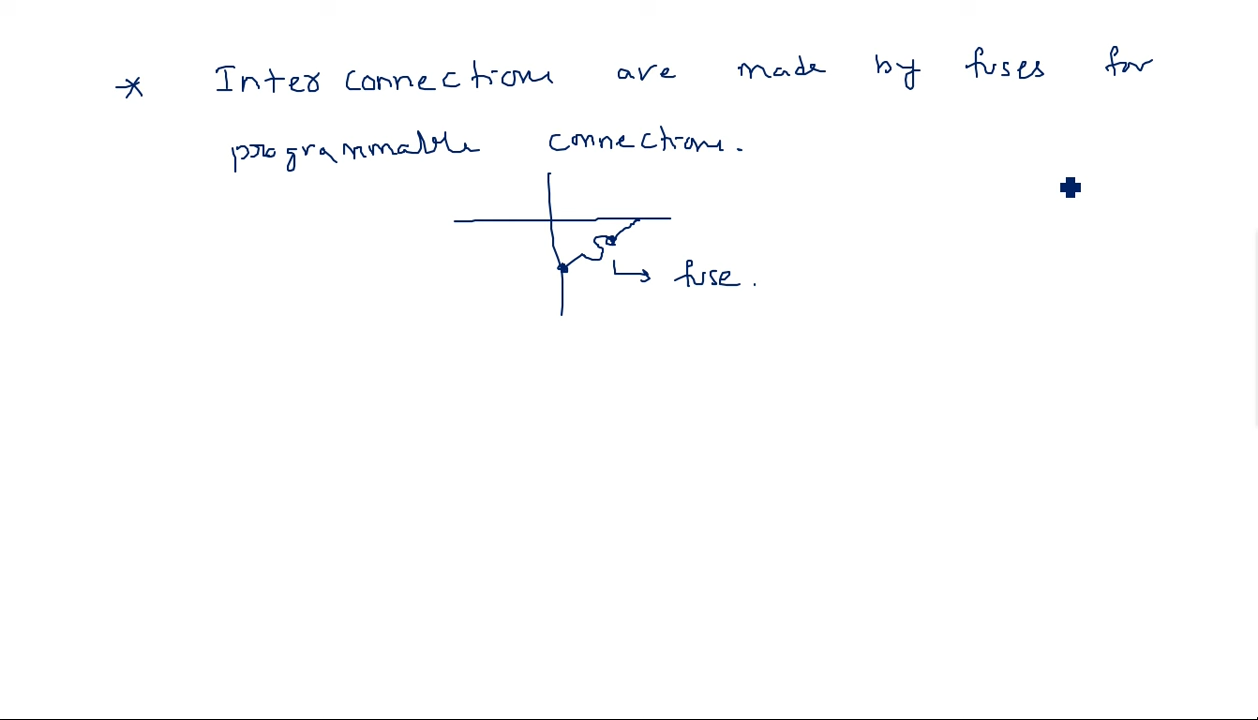 * Inter connections are made by fuses for
programmable connections.
fuse.